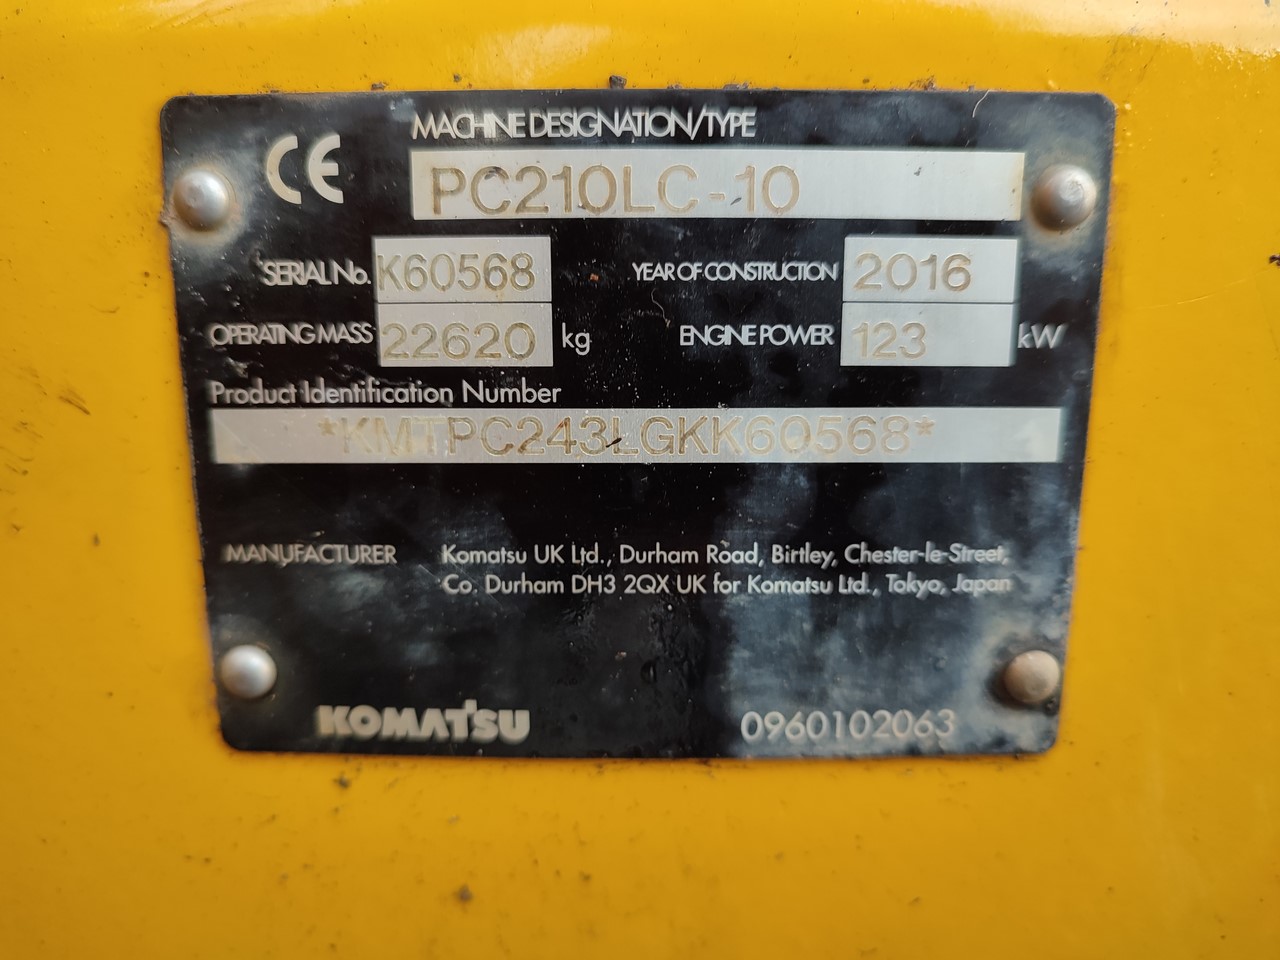 CE
MACHINE DESIGNATION/TYPE
PC210LC-10
SERIAL No. K60568 YEAR OF CONSTRUCTION 2016
OPERATING MASS 22620 kg ENGINE POWER 123 kW
Product Identification Number
*KMTPC243LGKK60568*
MANUFACTURER Komatsu UK Ltd., Durham Road, Birtley, Chester-le-Street,
Co. Durham DH3 2QX UK for Komatsu Ltd., Tokyo, Japan
KOMATSU 0960102063